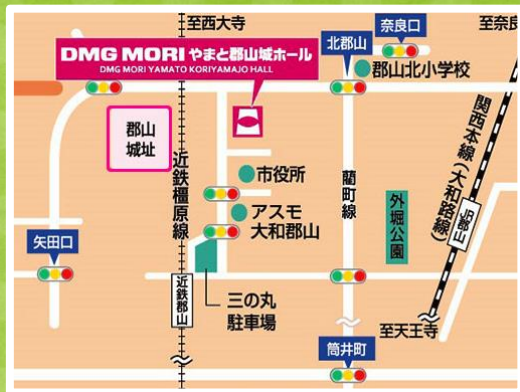 至西大寺
奈良口
至奈良
DMG MORI やまと郡山城ホール
DMG MORI YAMATO KORIYAMAJO HALL
北郡山
郡山北小学校
郡山
城址
近鉄橿原線
市役所
藺町線
外堀公園
関西本線(大和路線)
JR郡山
アスモ
大和郡山
矢田口
近鉄郡山
三の丸
駐車場
至天王寺
筒井町